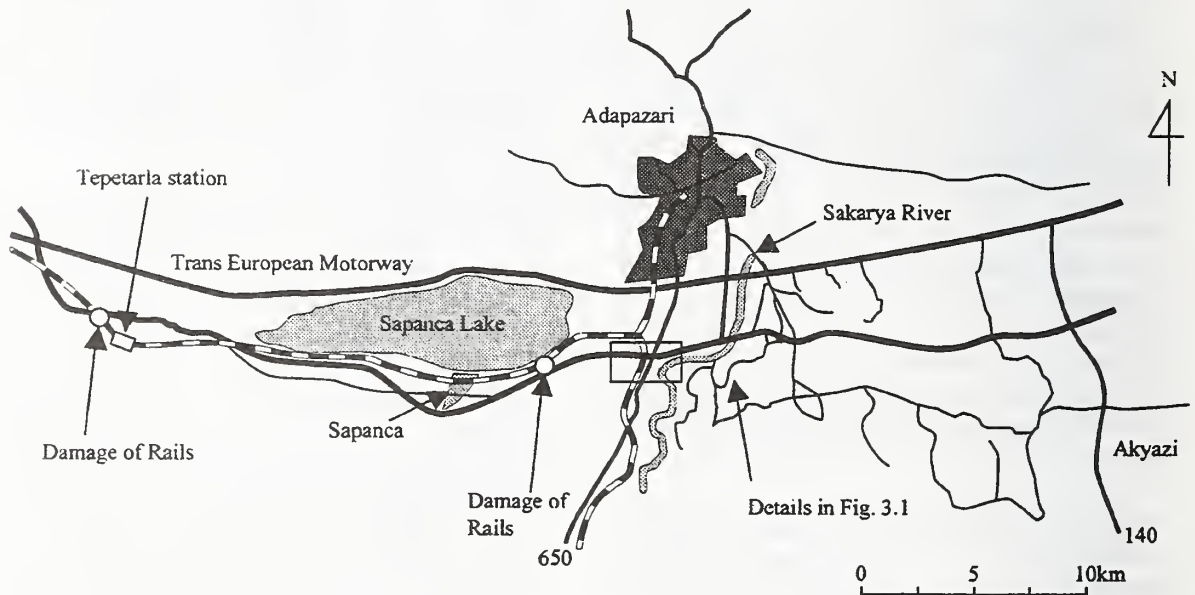 N
Adapazari
Tepetarla station
Sakarya River
Trans European Motorway
Sapanca Lake
Sapanca
Damage of Rails
Damage of
Rails
Details in Fig. 3.1
Akyazi
650
140
0 5 10km